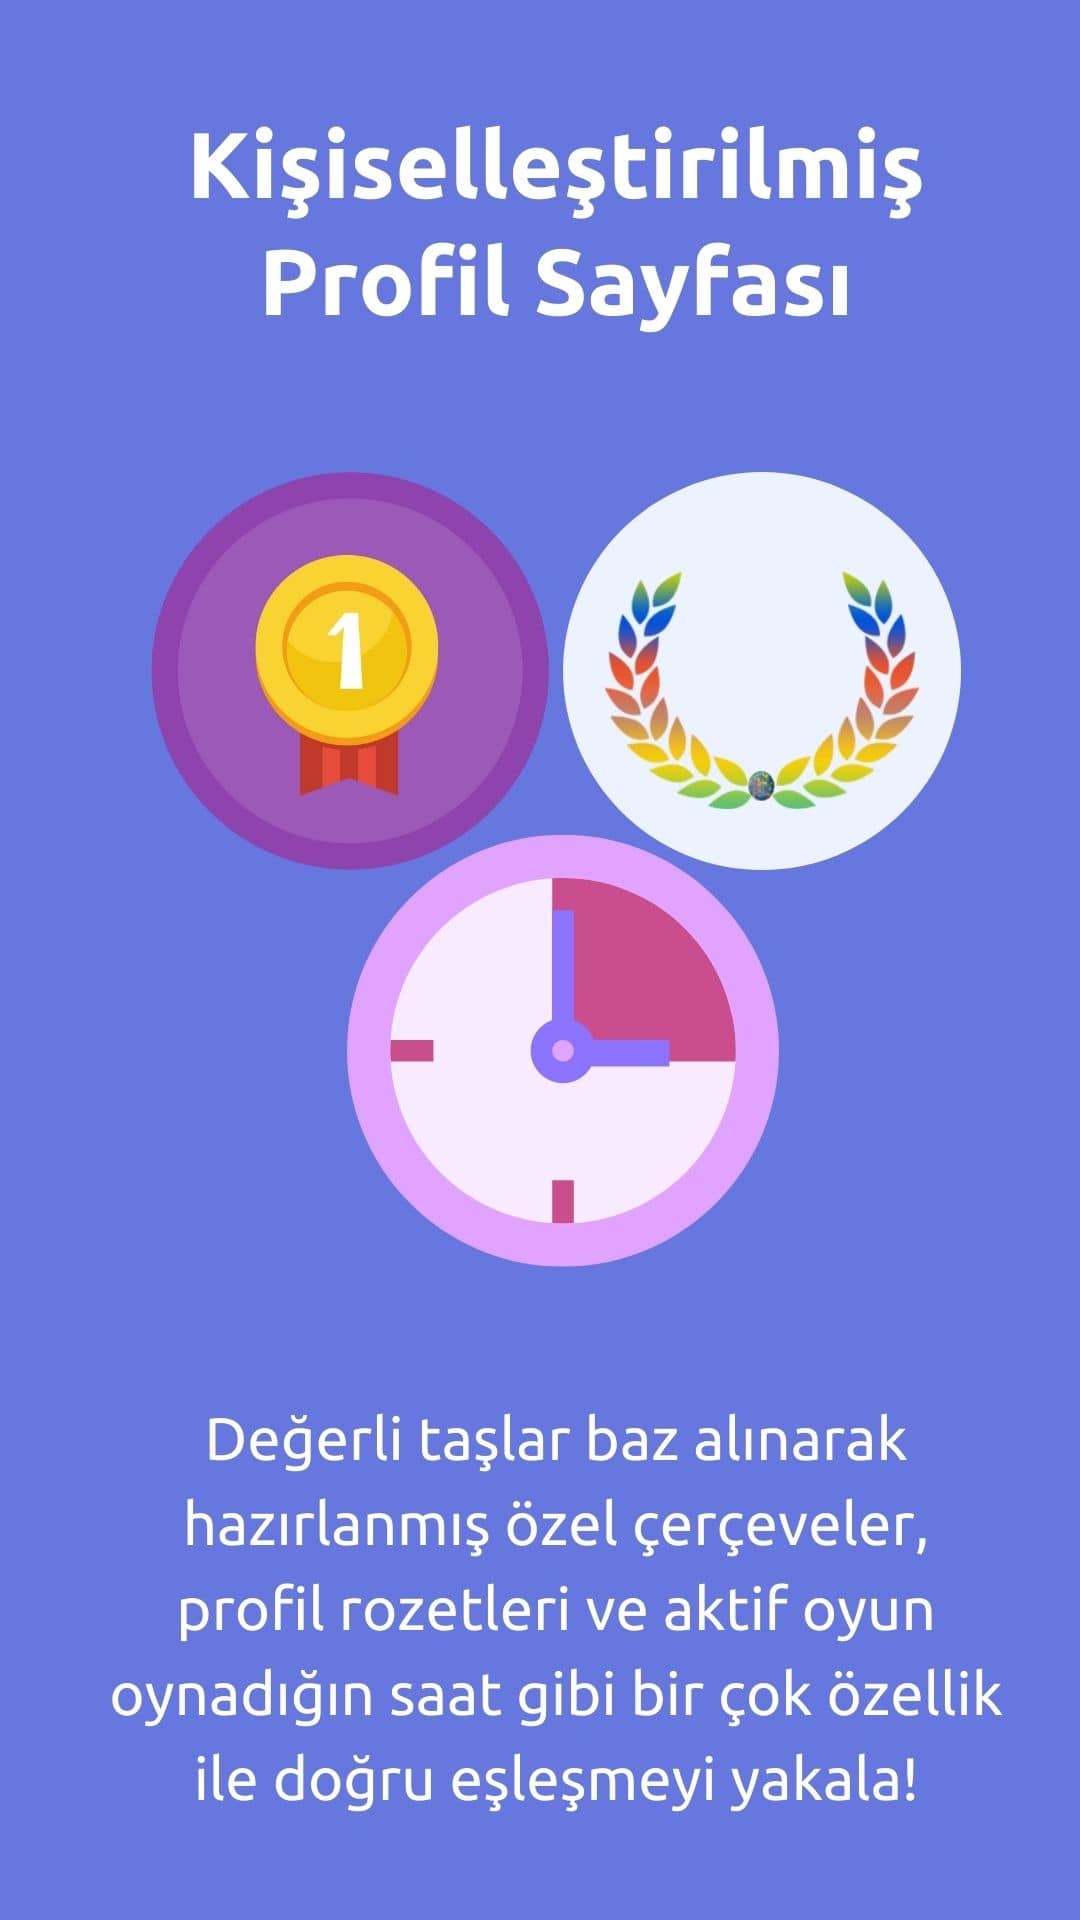 Kişiselleştirilmiş
Profil Sayfası
1
Değerli taşlar baz alınarak
hazırlanmış özel çerçeveler,
profil rozetleri ve aktif oyun
oynadığın saat gibi bir çok özellik
ile doğru eşleşmeyi yakala!